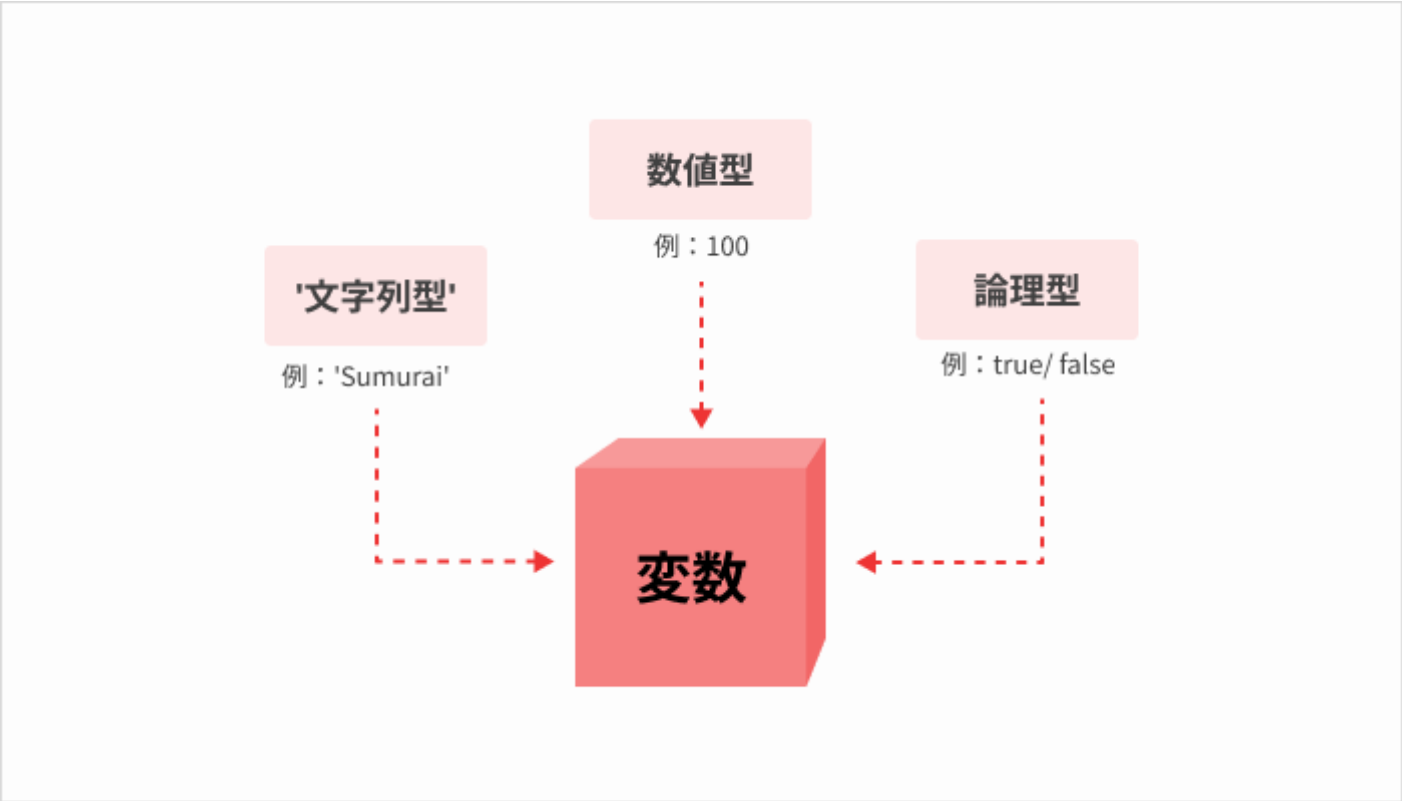 数値型
例：100
'文字列型'
例：'Sumurai'
論理型
例：true/ false
変数